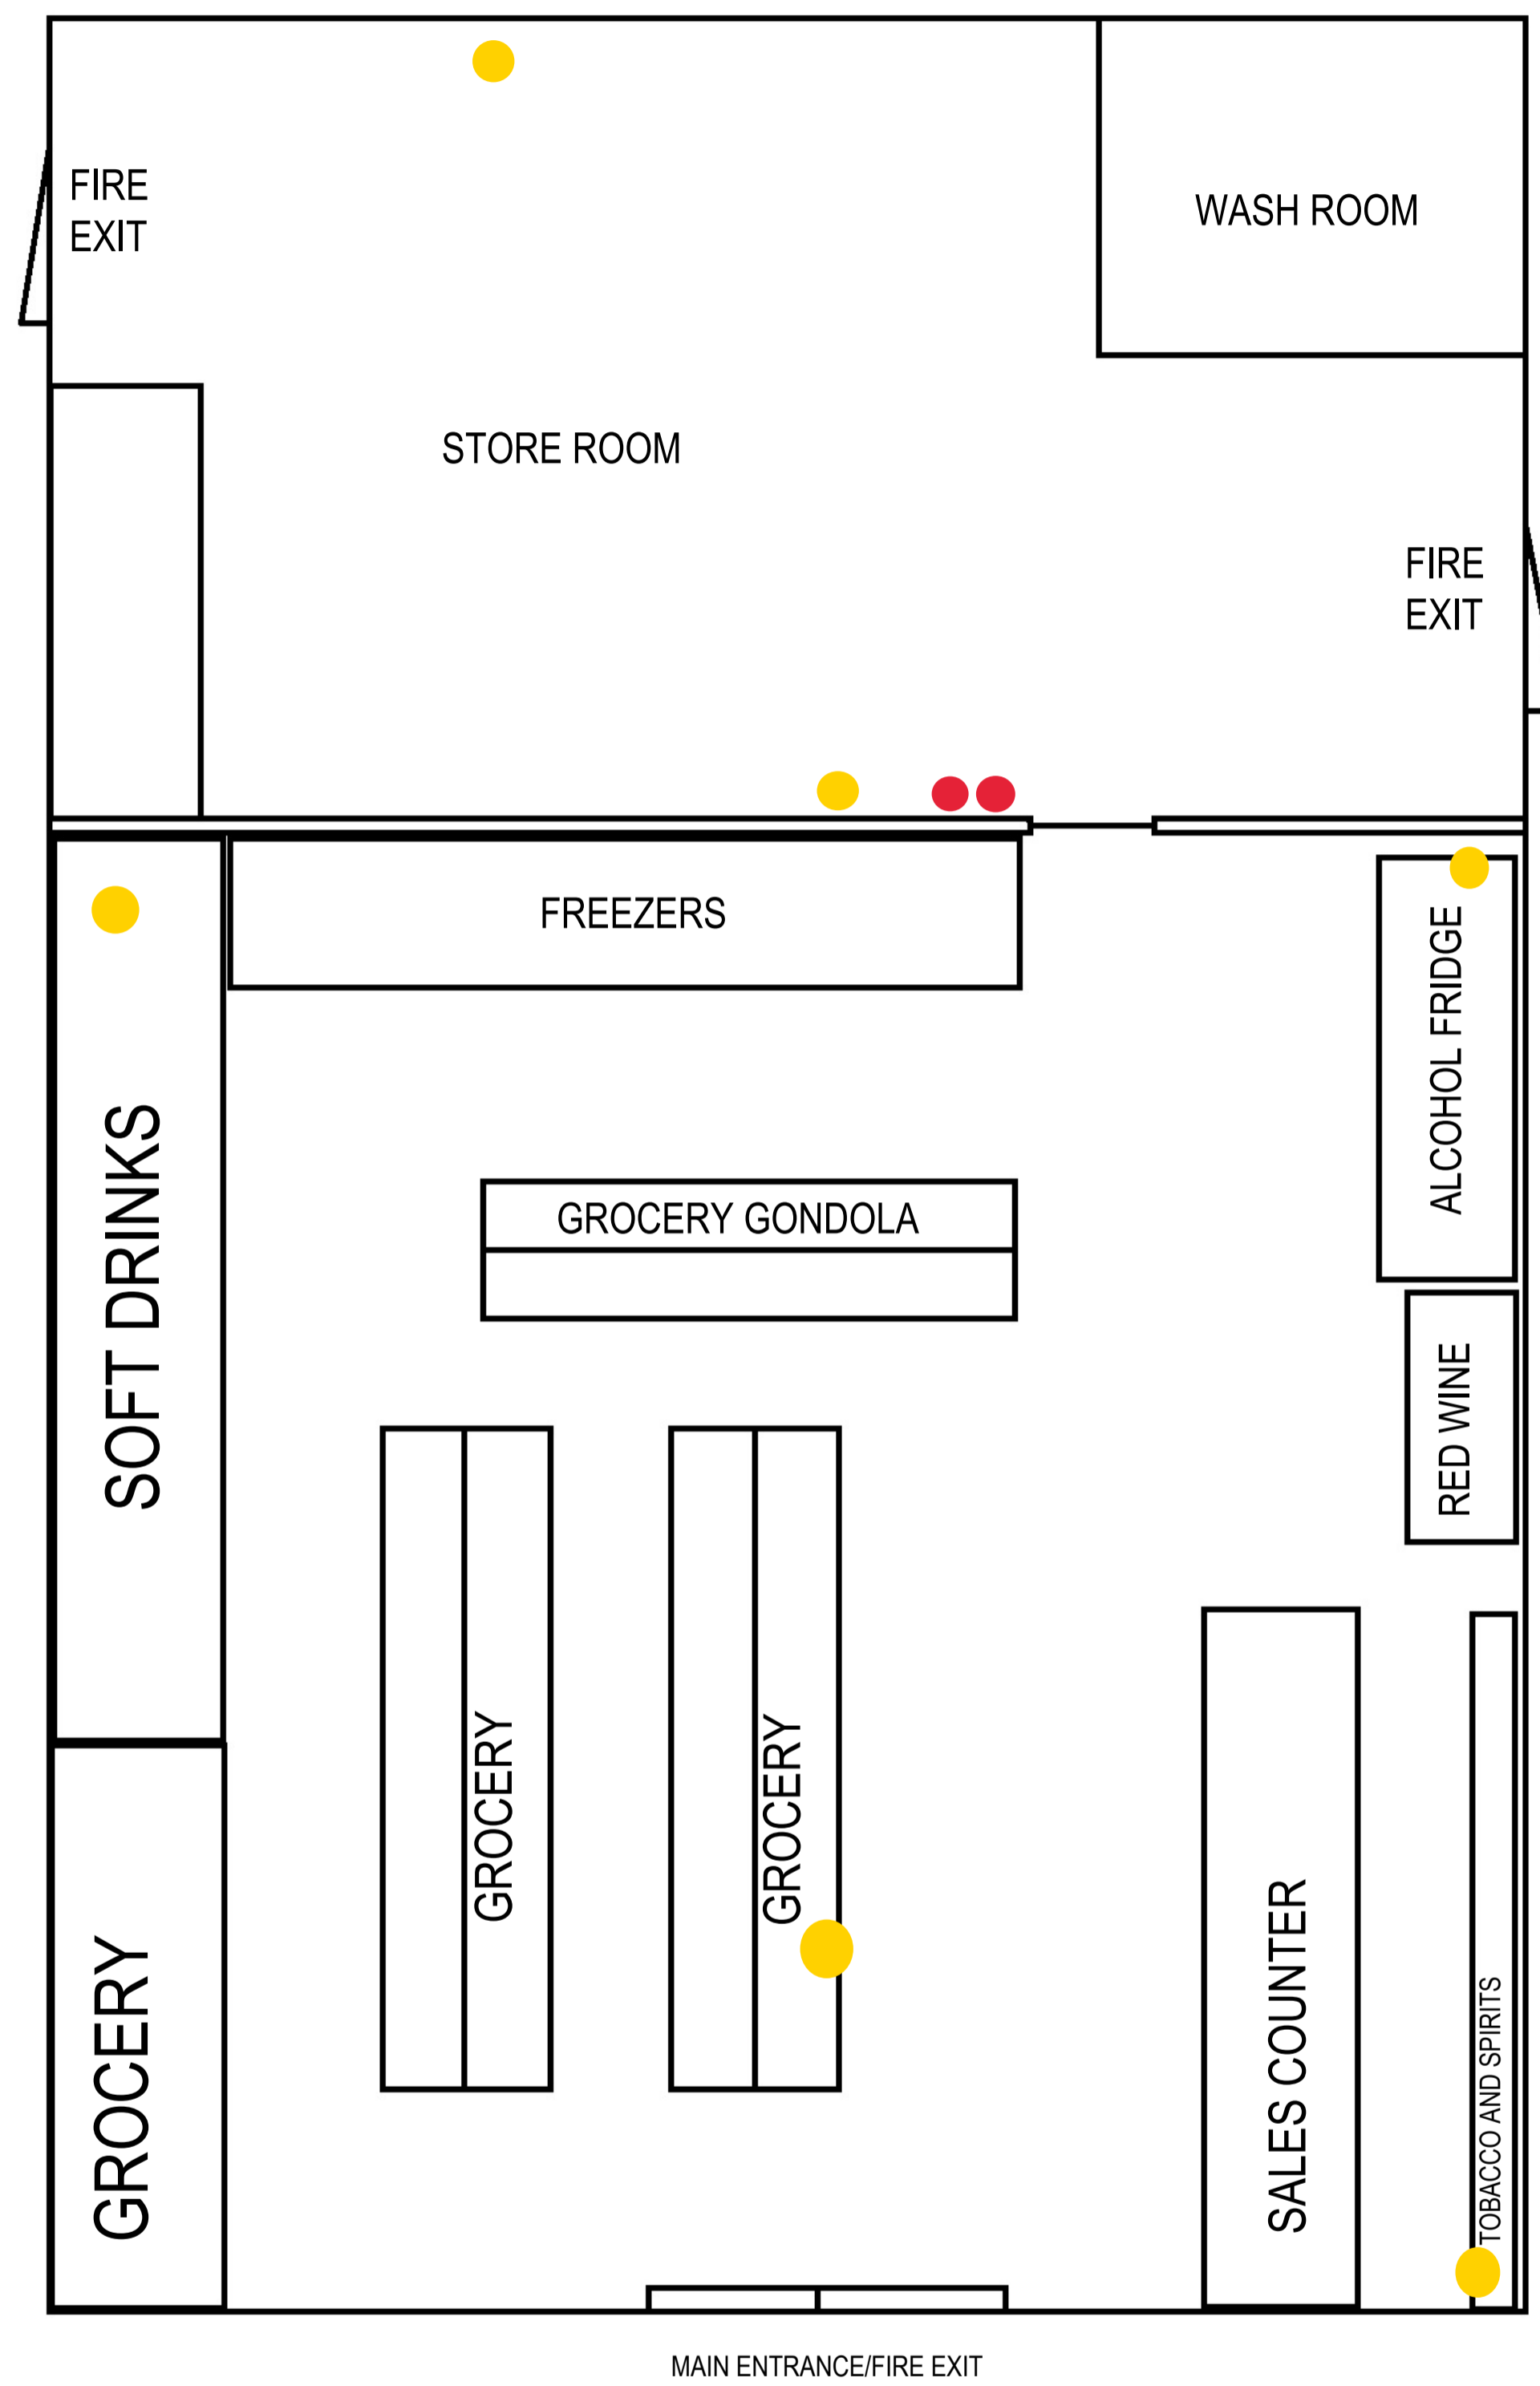 FIRE
EXIT
WASH ROOM
STORE ROOM
FIRE
EXIT
FREEZERS
ALCOHOL FRIDGE
SOFT DRINKS
GROCERY GONDOLA
RED WINE
GROCERY
GROCERY
GROCERY
SALES COUNTER
TOBACCO AND SPIRITS
MAIN ENTRANCE/FIRE EXIT